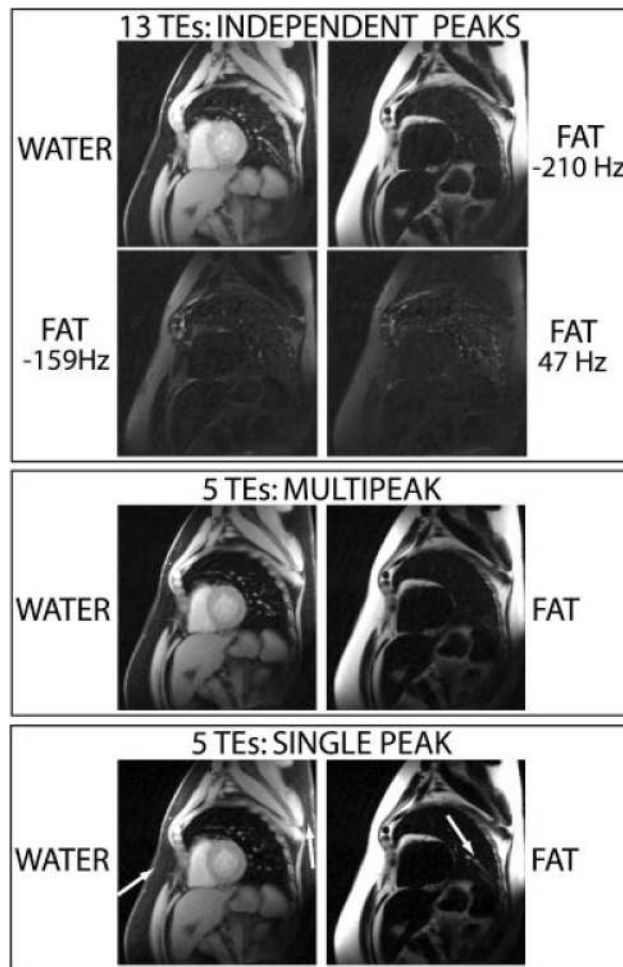 13 TEs: INDEPENDENT PEAKS
WATER
FAT
-210 Hz
FAT
-159Hz
FAT
47 Hz
5 TEs: MULTIPEAK
WATER
FAT
5 TEs: SINGLE PEAK
WATER
FAT